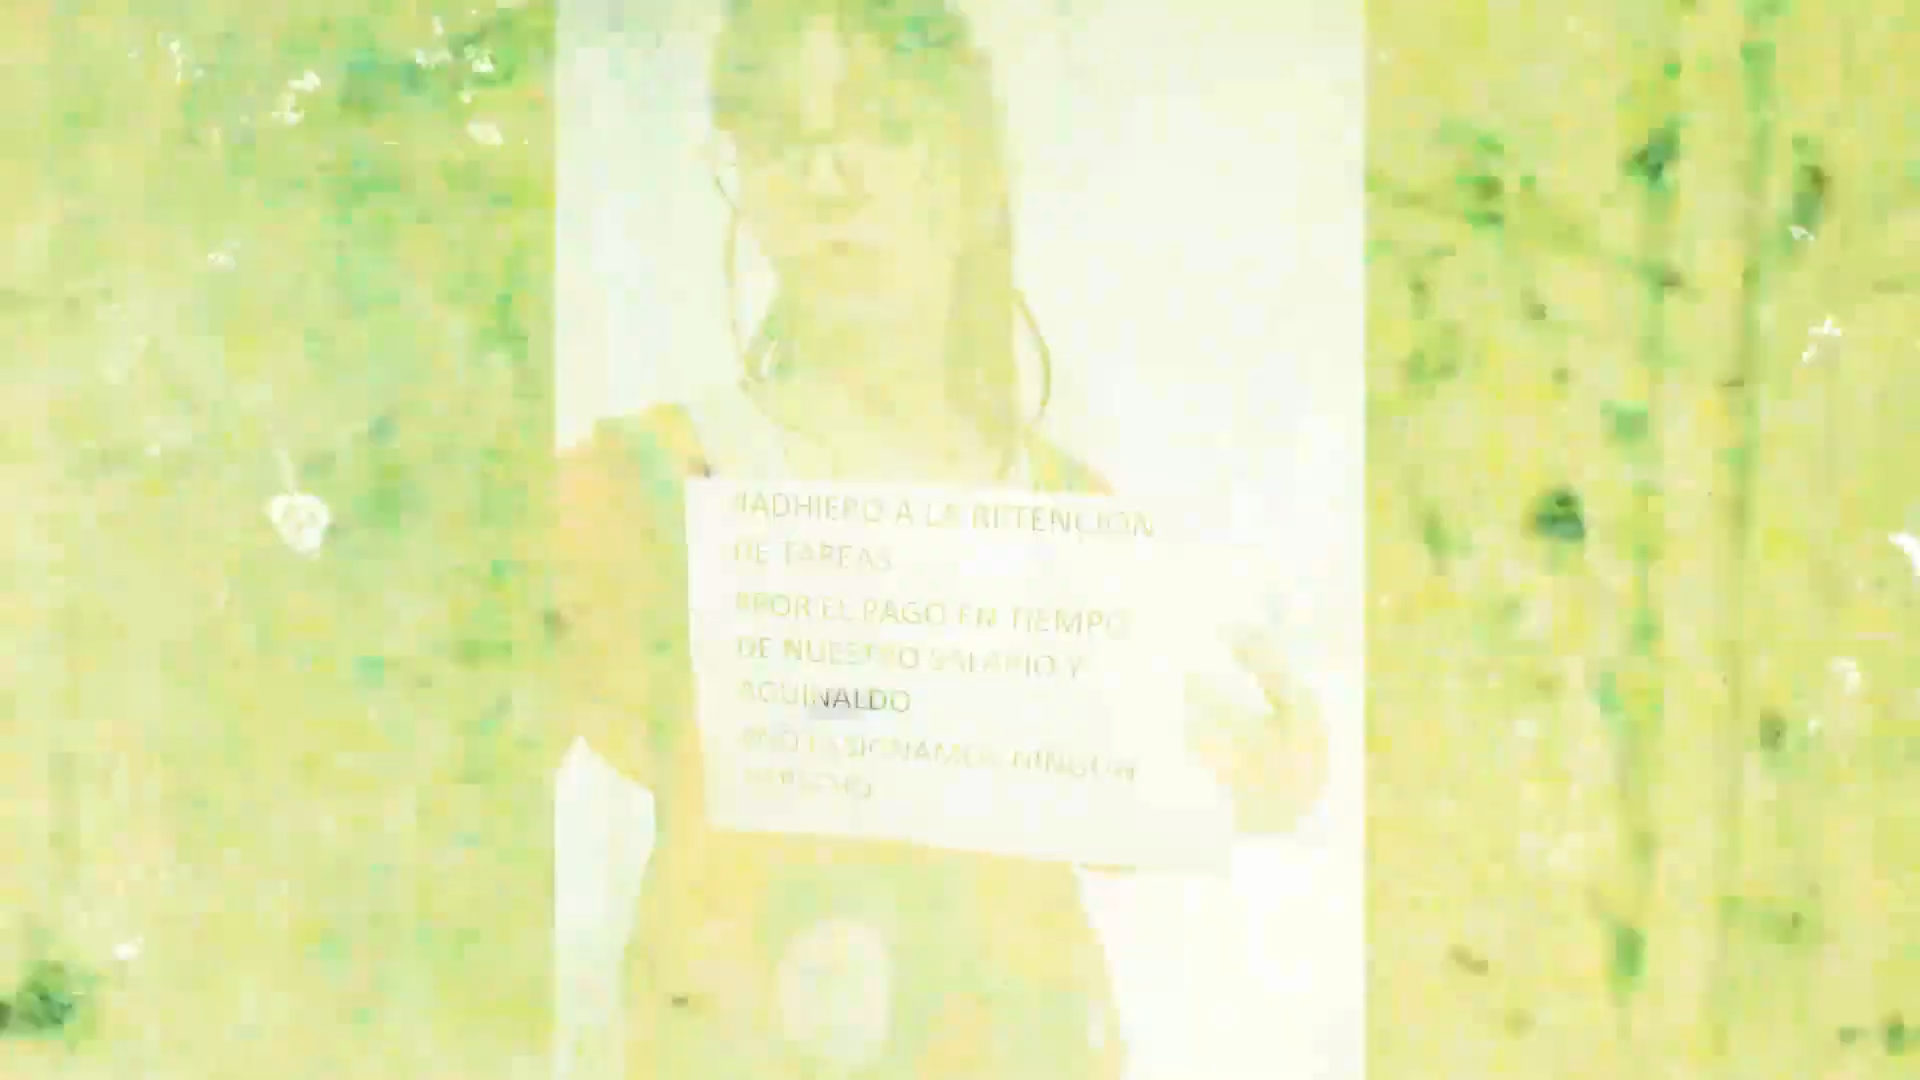 #ADHIERO A LA RETENCION
DE TAREAS
#POR EL PAGO EN TIEMPO
DE NUESTRO SALARIO Y
AGUINALDO
NINGUN